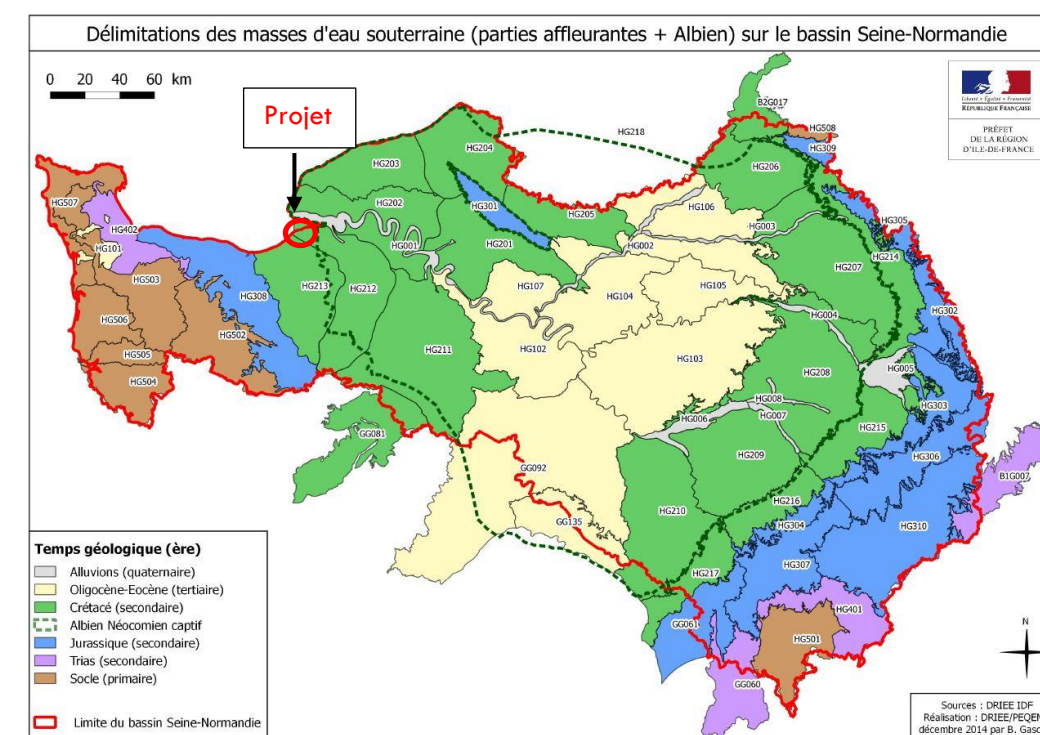 Délimitations des masses d'eau souterraine (parties affleurantes + Albien) sur le bassin Seine-Normandie
0 20 40 60 km
Projet
Liberté • Égalité • Fraternité
RÉPUBLIQUE FRANÇAISE
PRÉFET
DE LA RÉGION
D'ILE-DE-FRANCE
B2G017
HG218
HG508
HG309
HG204
HG203
HG206
HG507
HG202
HG301
HG205
HG106
HG305
HG402
HG003
HG101
HG001
HG201
HG002
HG214
HG503
HG207
HG308
HG213
HG212
HG107
HG104
HG105
HG302
HG506
HG502
HG004
HG505
HG211
HG102
HG103
HG005
HG504
HG208
HG008
HG303
HG006
HG007
HG215
GG081
HG306
HG209
GG092
B1G007
HG216
HG210
HG304
HG310
GG135
HG307
HG217
HG401
GG061
HG501
GG060
Temps géologique (ère)
Alluvions (quaternaire)
Oligocène-Eocène (tertiaire)
Crétacé (secondaire)
Albien Néocomien captif
Jurassique (secondaire)
Trias (secondaire)
Socle (primaire)
Limite du bassin Seine-Normandie
N
Sources : DRIEE IDF
Réalisation : DRIEE/PEQEM
décembre 2014 par B. Gasc